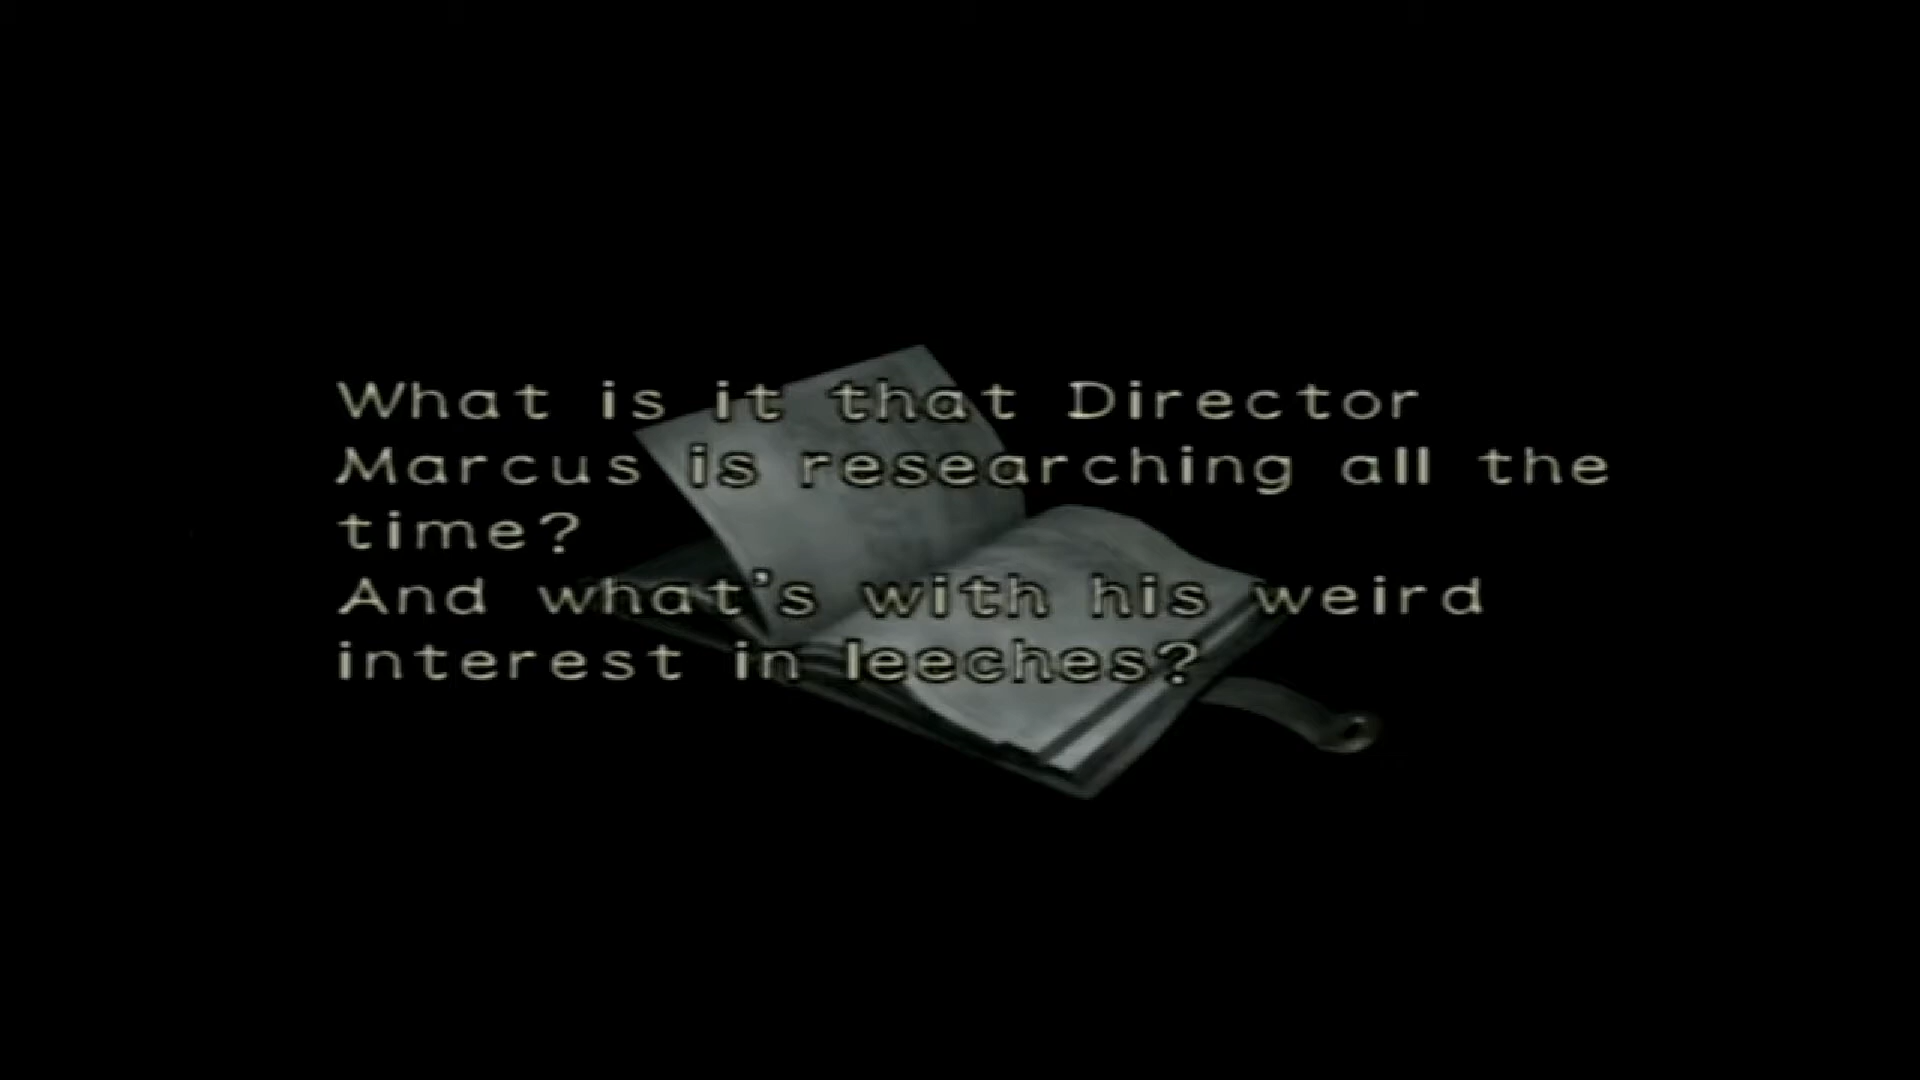 What is it that Director
Marcus is researching all the
time?
And what's with his weird
interest in leeches?